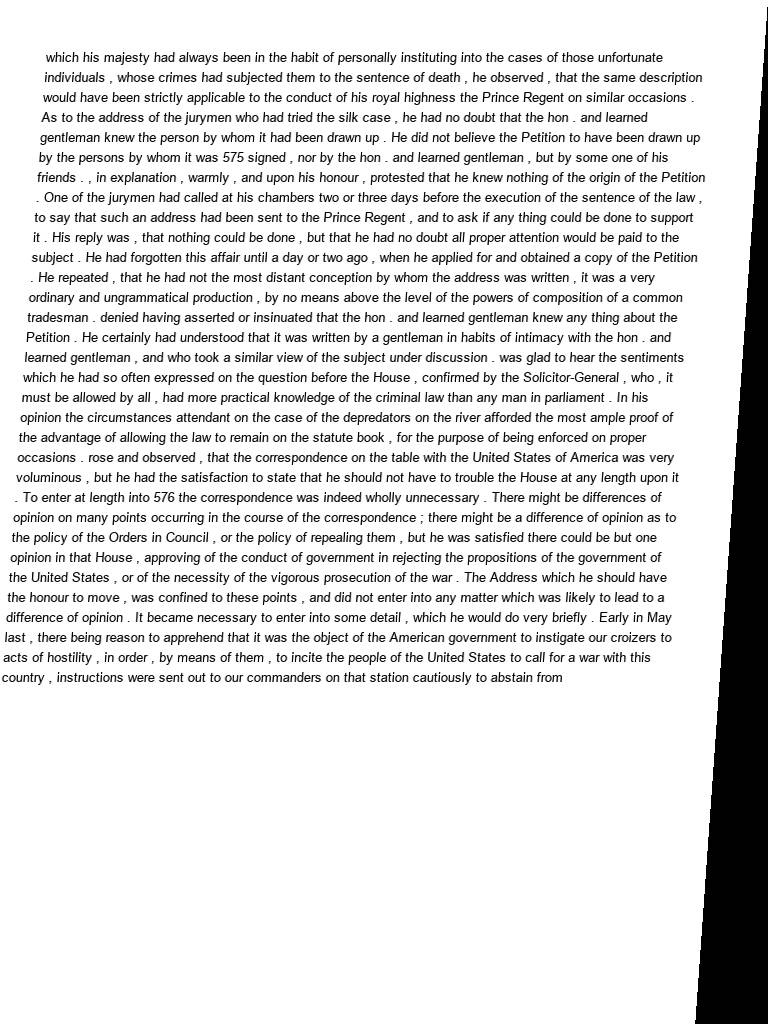 which his majesty had always been in the habit of personally instituting into the cases of those unfortunate
individuals , whose crimes had subjected them to the sentence of death , he observed , that the same description
would have been strictly applicable to the conduct of his royal highness the Prince Regent on similar occasions .
As to the address of the jurymen who had tried the silk case , he had no doubt that the hon . and learned
gentleman knew the person by whom it had been drawn up . He did not believe the Petition to have been drawn up
by the persons by whom it was 575 signed , nor by the hon . and learned gentleman , but by some one of his
friends . , in explanation , warmly , and upon his honour , protested that he knew nothing of the origin of the Petition
. One of the jurymen had called at his chambers two or three days before the execution of the sentence of the law ,
to say that such an address had been sent to the Prince Regent , and to ask if any thing could be done to support
it . His reply was , that nothing could be done , but that he had no doubt all proper attention would be paid to the
subject . He had forgotten this affair until a day or two ago , when he applied for and obtained a copy of the Petition
. He repeated , that he had not the most distant conception by whom the address was written , it was a very
ordinary and ungrammatical production , by no means above the level of the powers of composition of a common
tradesman . denied having asserted or insinuated that the hon . and learned gentleman knew any thing about the
Petition . He certainly had understood that it was written by a gentleman in habits of intimacy with the hon . and
learned gentleman , and who took a similar view of the subject under discussion . was glad to hear the sentiments
which he had so often expressed on the question before the House , confirmed by the Solicitor-General , who , it
must be allowed by all , had more practical knowledge of the criminal law than any man in parliament . In his
opinion the circumstances attendant on the case of the depredators on the river afforded the most ample proof of
the advantage of allowing the law to remain on the statute book , for the purpose of being enforced on proper
occasions . rose and observed , that the correspondence on the table with the United States of America was very
voluminous , but he had the satisfaction to state that he should not have to trouble the House at any length upon it
. To enter at length into 576 the correspondence was indeed wholly unnecessary . There might be differences of
opinion on many points occurring in the course of the correspondence ; there might be a difference of opinion as to
the policy of the Orders in Council , or the policy of repealing them , but he was satisfied there could be but one
opinion in that House , approving of the conduct of government in rejecting the propositions of the government of
the United States , or of the necessity of the vigorous prosecution of the war . The Address which he should have
the honour to move , was confined to these points , and did not enter into any matter which was likely to lead to a
difference of opinion . It became necessary to enter into some detail , which he would do very briefly . Early in May
last , there being reason to apprehend that it was the object of the American government to instigate our croizers to
acts of hostility , in order , by means of them , to incite the people of the United States to call for a war with this
country , instructions were sent out to our commanders on that station cautiously to abstain from